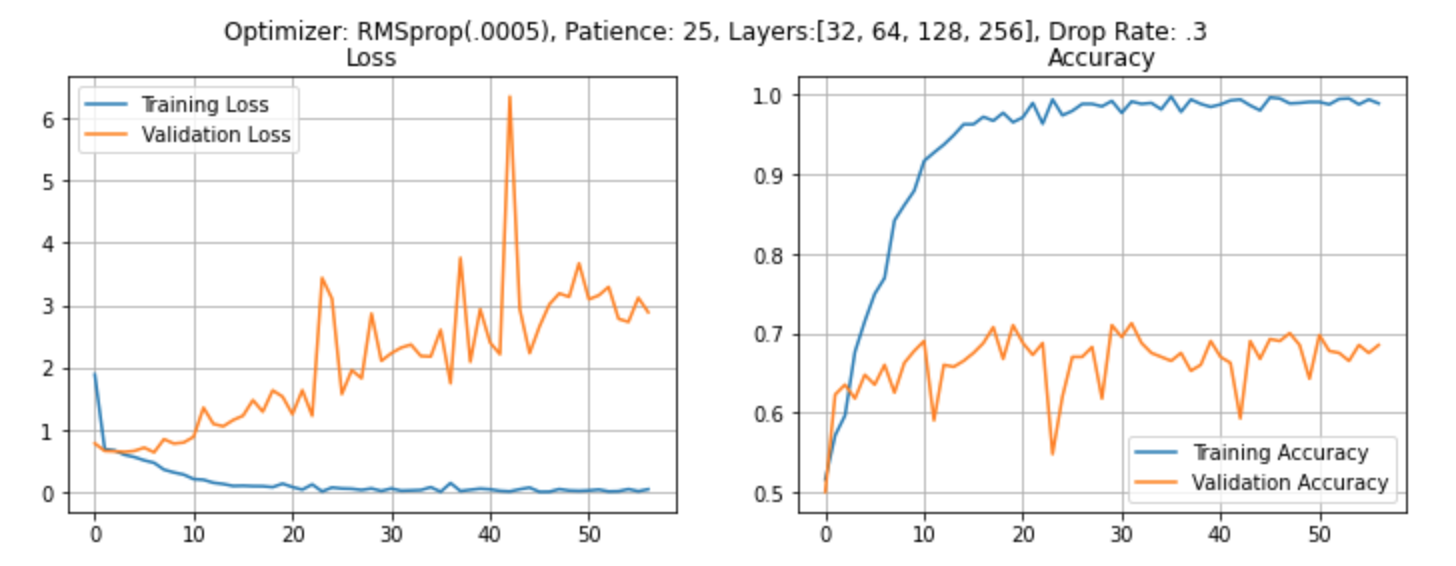 Optimizer: RMSprop(.0005), Patience: 25, Layers:[32, 64, 128, 256], Drop Rate: .3
Loss
Training Loss
Validation Loss
6
5
4
3
2
1
0
0 10 20 30 40 50
Accuracy
1.0
0.9
0.8
0.7
0.6
0.5
Training Accuracy
Validation Accuracy
0 10 20 30 40 50